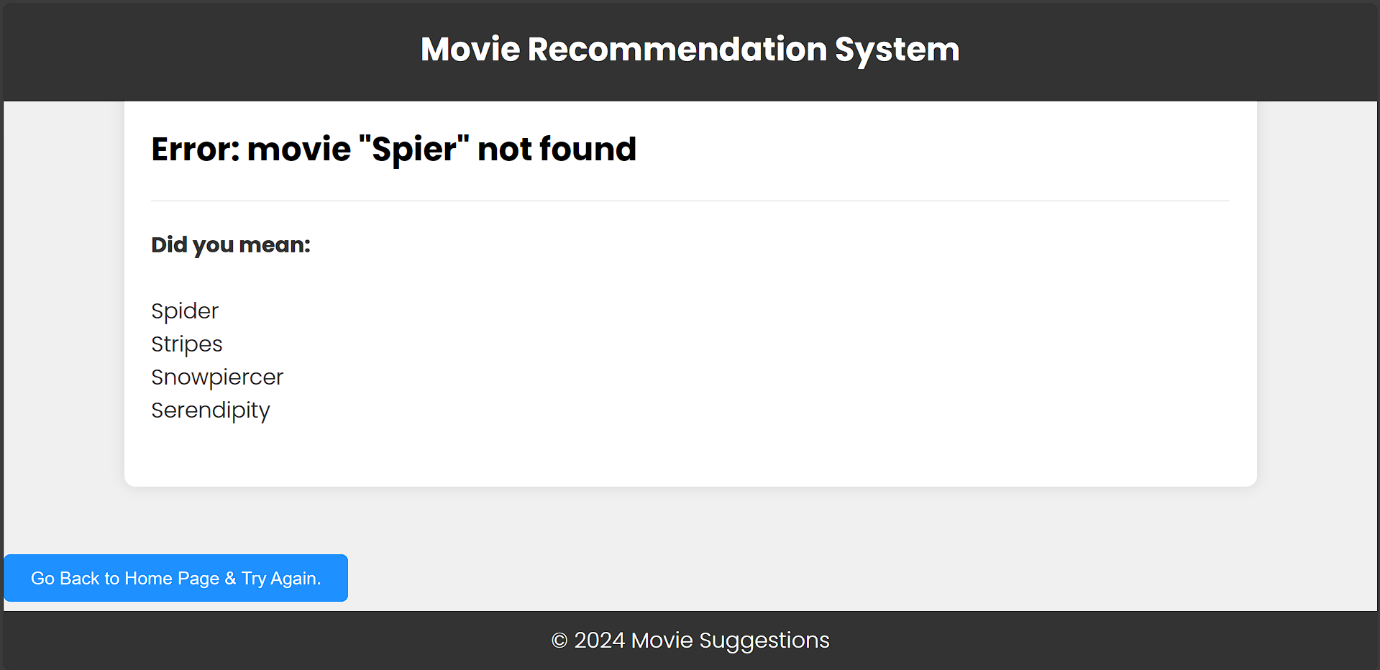 Movie Recommendation System
Error: movie "Spier" not found
Did you mean:
Spider
Stripes
Snowpiercer
Serendipity
Go Back to Home Page & Try Again.
© 2024 Movie Suggestions